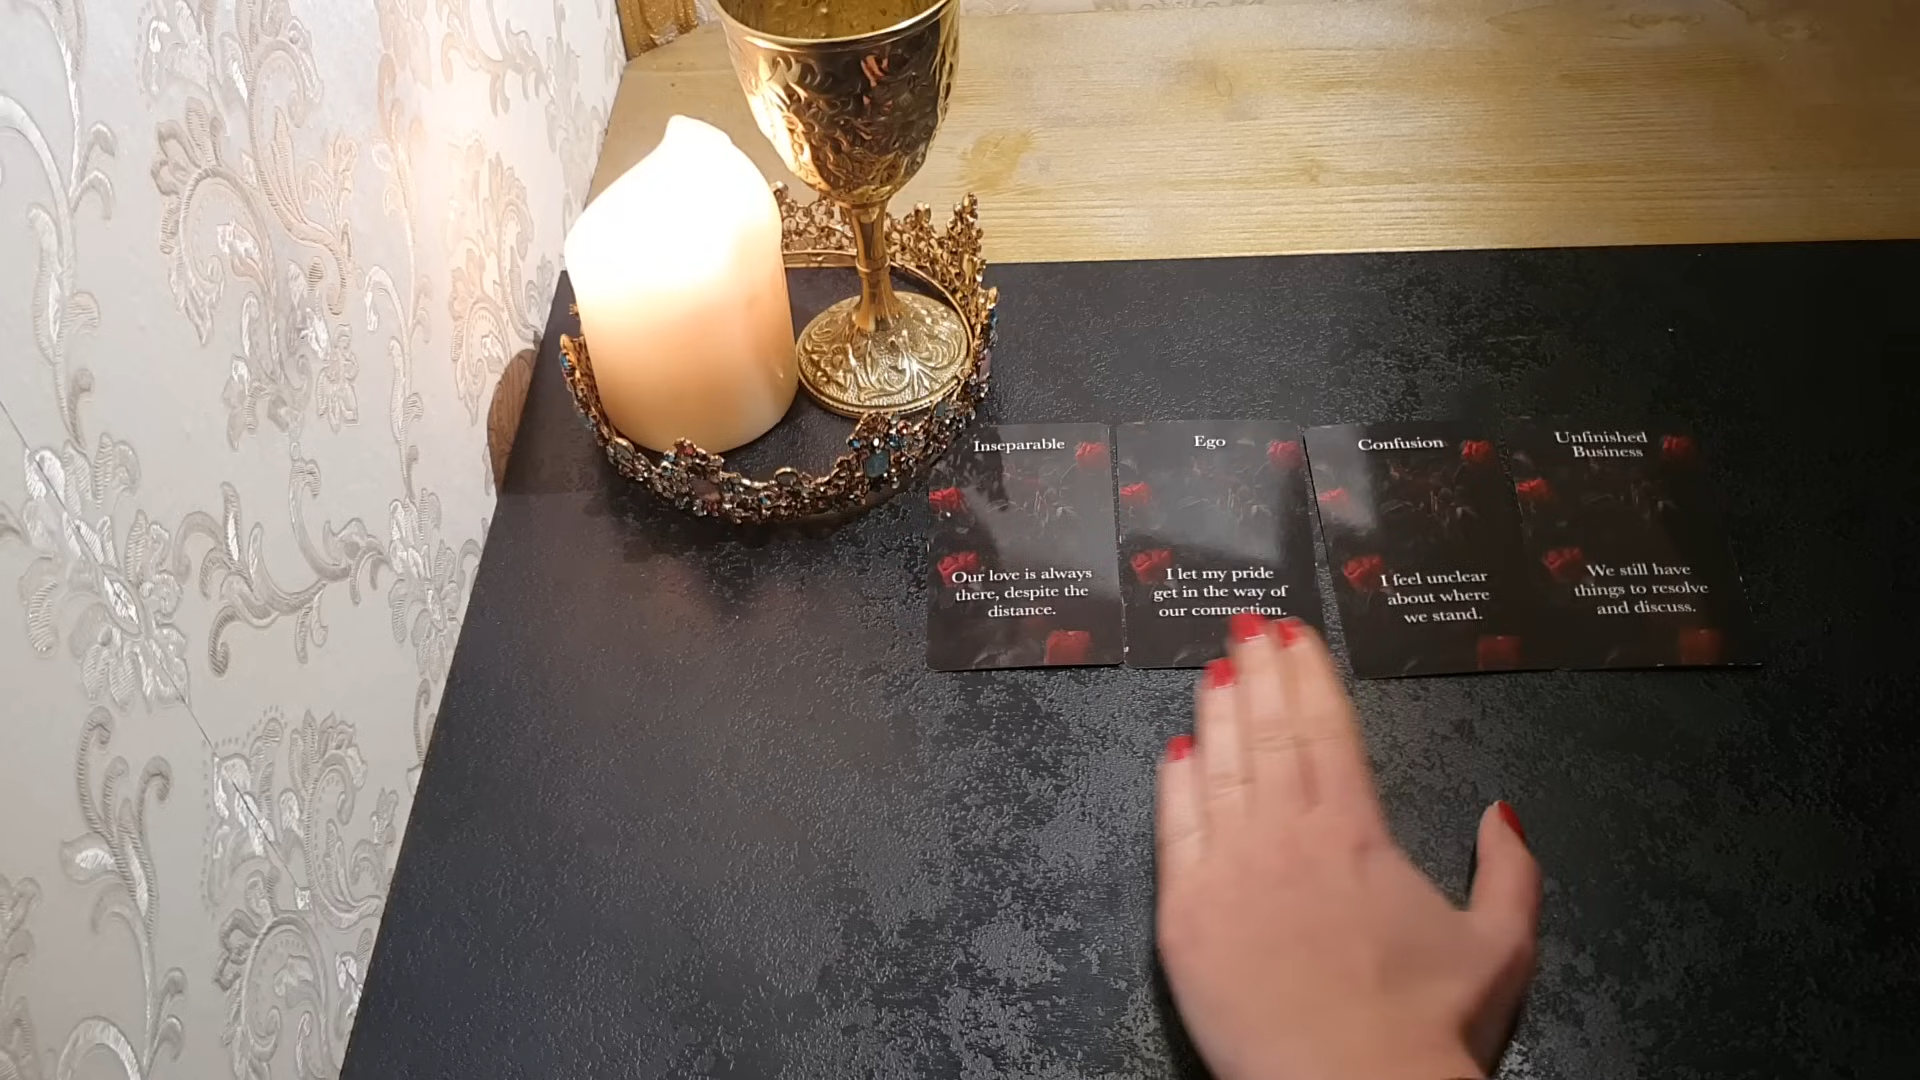 Inseparable
Our love is always
there, despite the
distance.
Ego
I let my pride
get in the way of
our connection.
Confusion
I feel unclear
about where
we stand.
Unfinished
Business
We still have
things to resolve
and discuss.